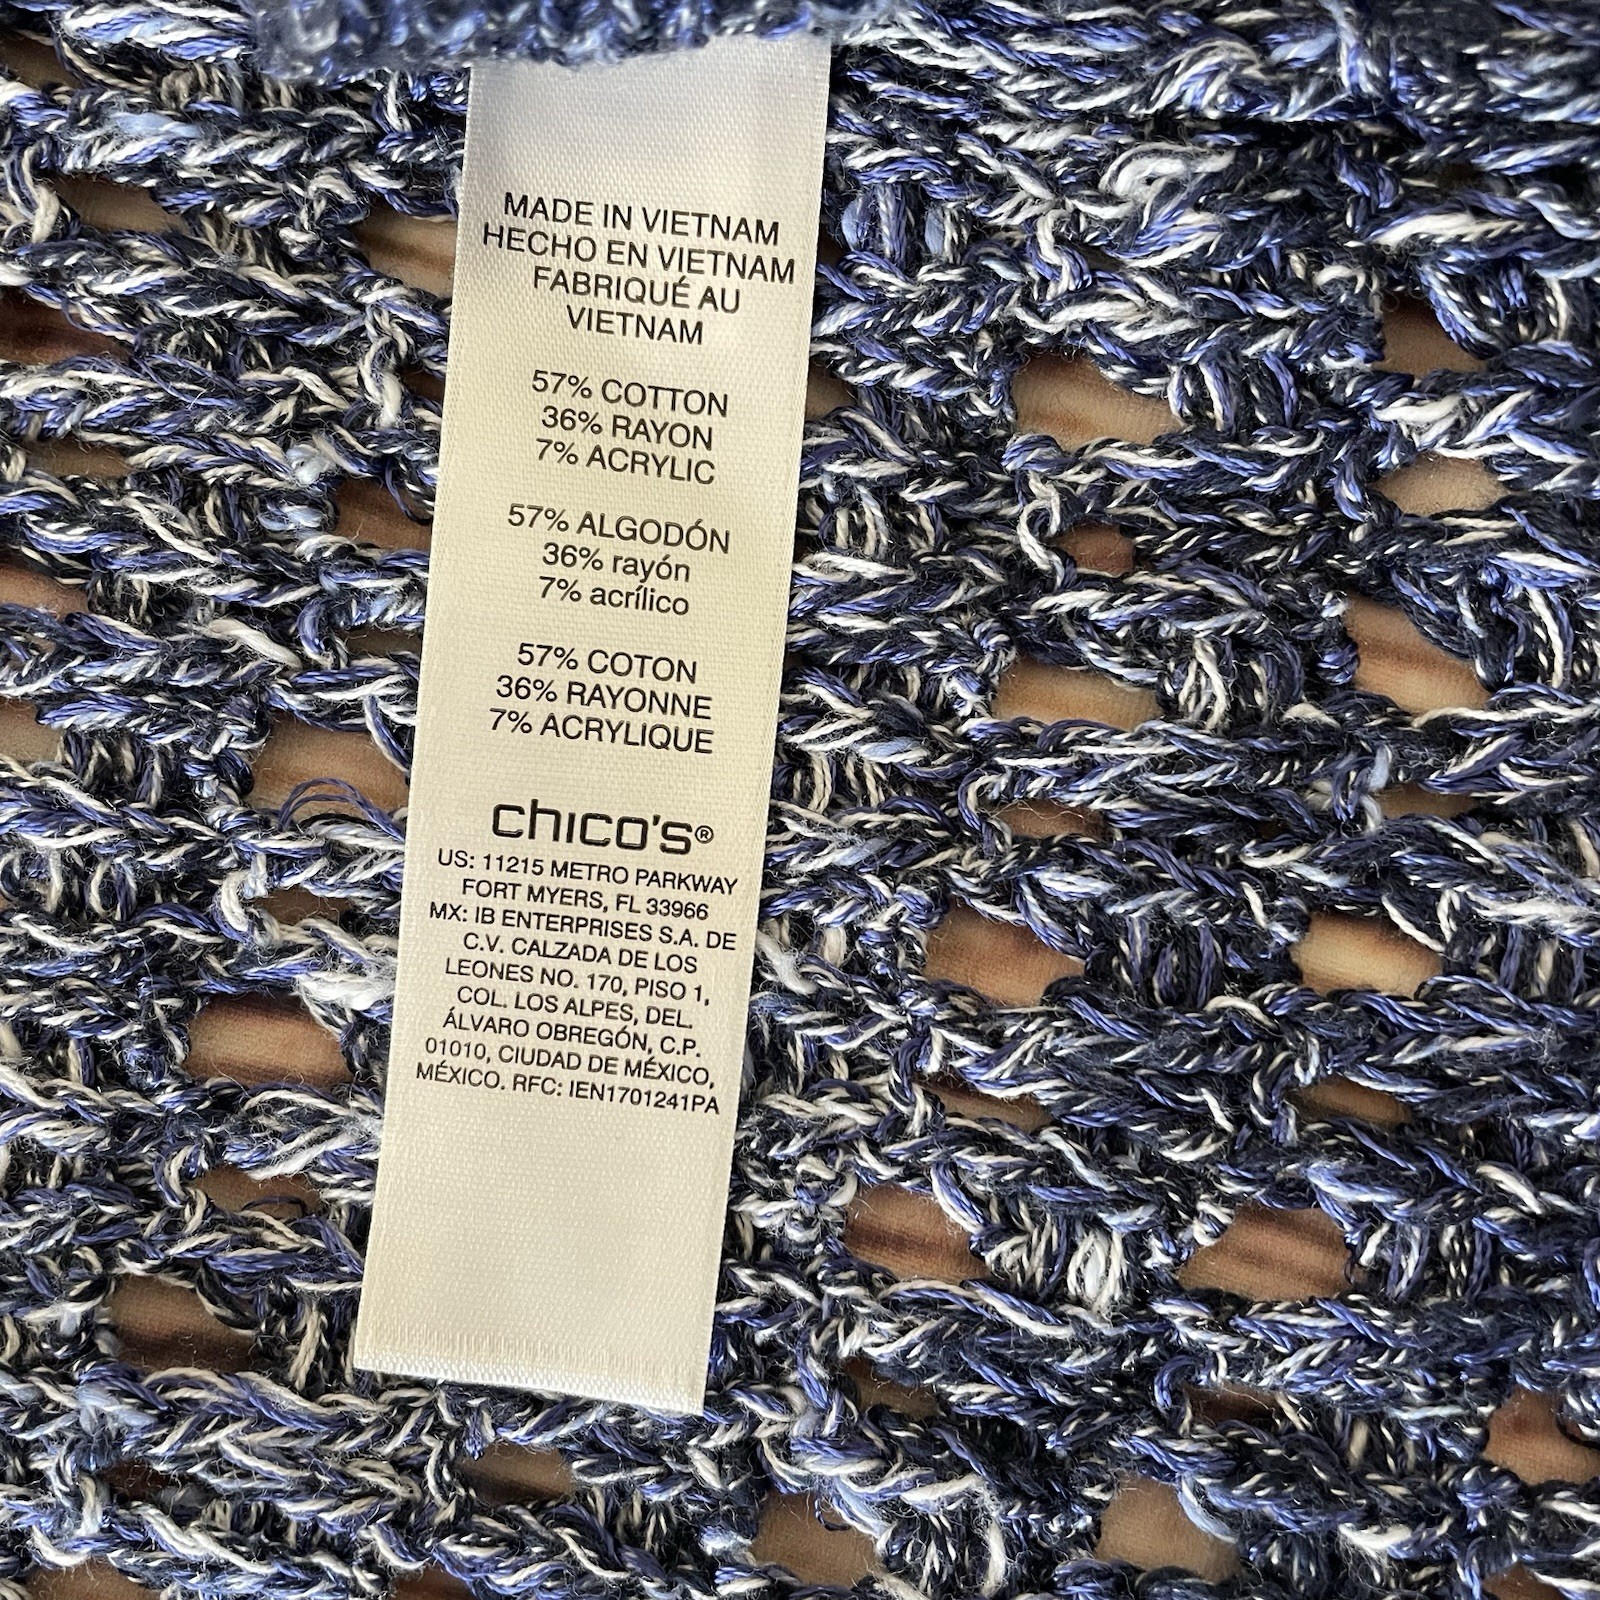 MADE IN VIETNAM
HECHO EN VIETNAM
FABRIQUÉ AU
VIETNAM
57% COTTON
36% RAYON
7% ACRYLIC
57% ALGODÓN
36% rayón
7% acrílico
57% COTON
36% RAYONNE
7% ACRYLIQUE
chico's®
US: 11215 METRO PARKWAY
FORT MYERS, FL 33966
MX: IB ENTERPRISES S.A. DE
C.V. CALZADA DE LOS
LEONES NO. 170, PISO 1,
COL. LOS ALPES, DEL.
ÁLVARO OBREGÓN, C.P.
01010, CIUDAD DE MÉXICO,
MÉXICO. RFC: IEN1701241PA